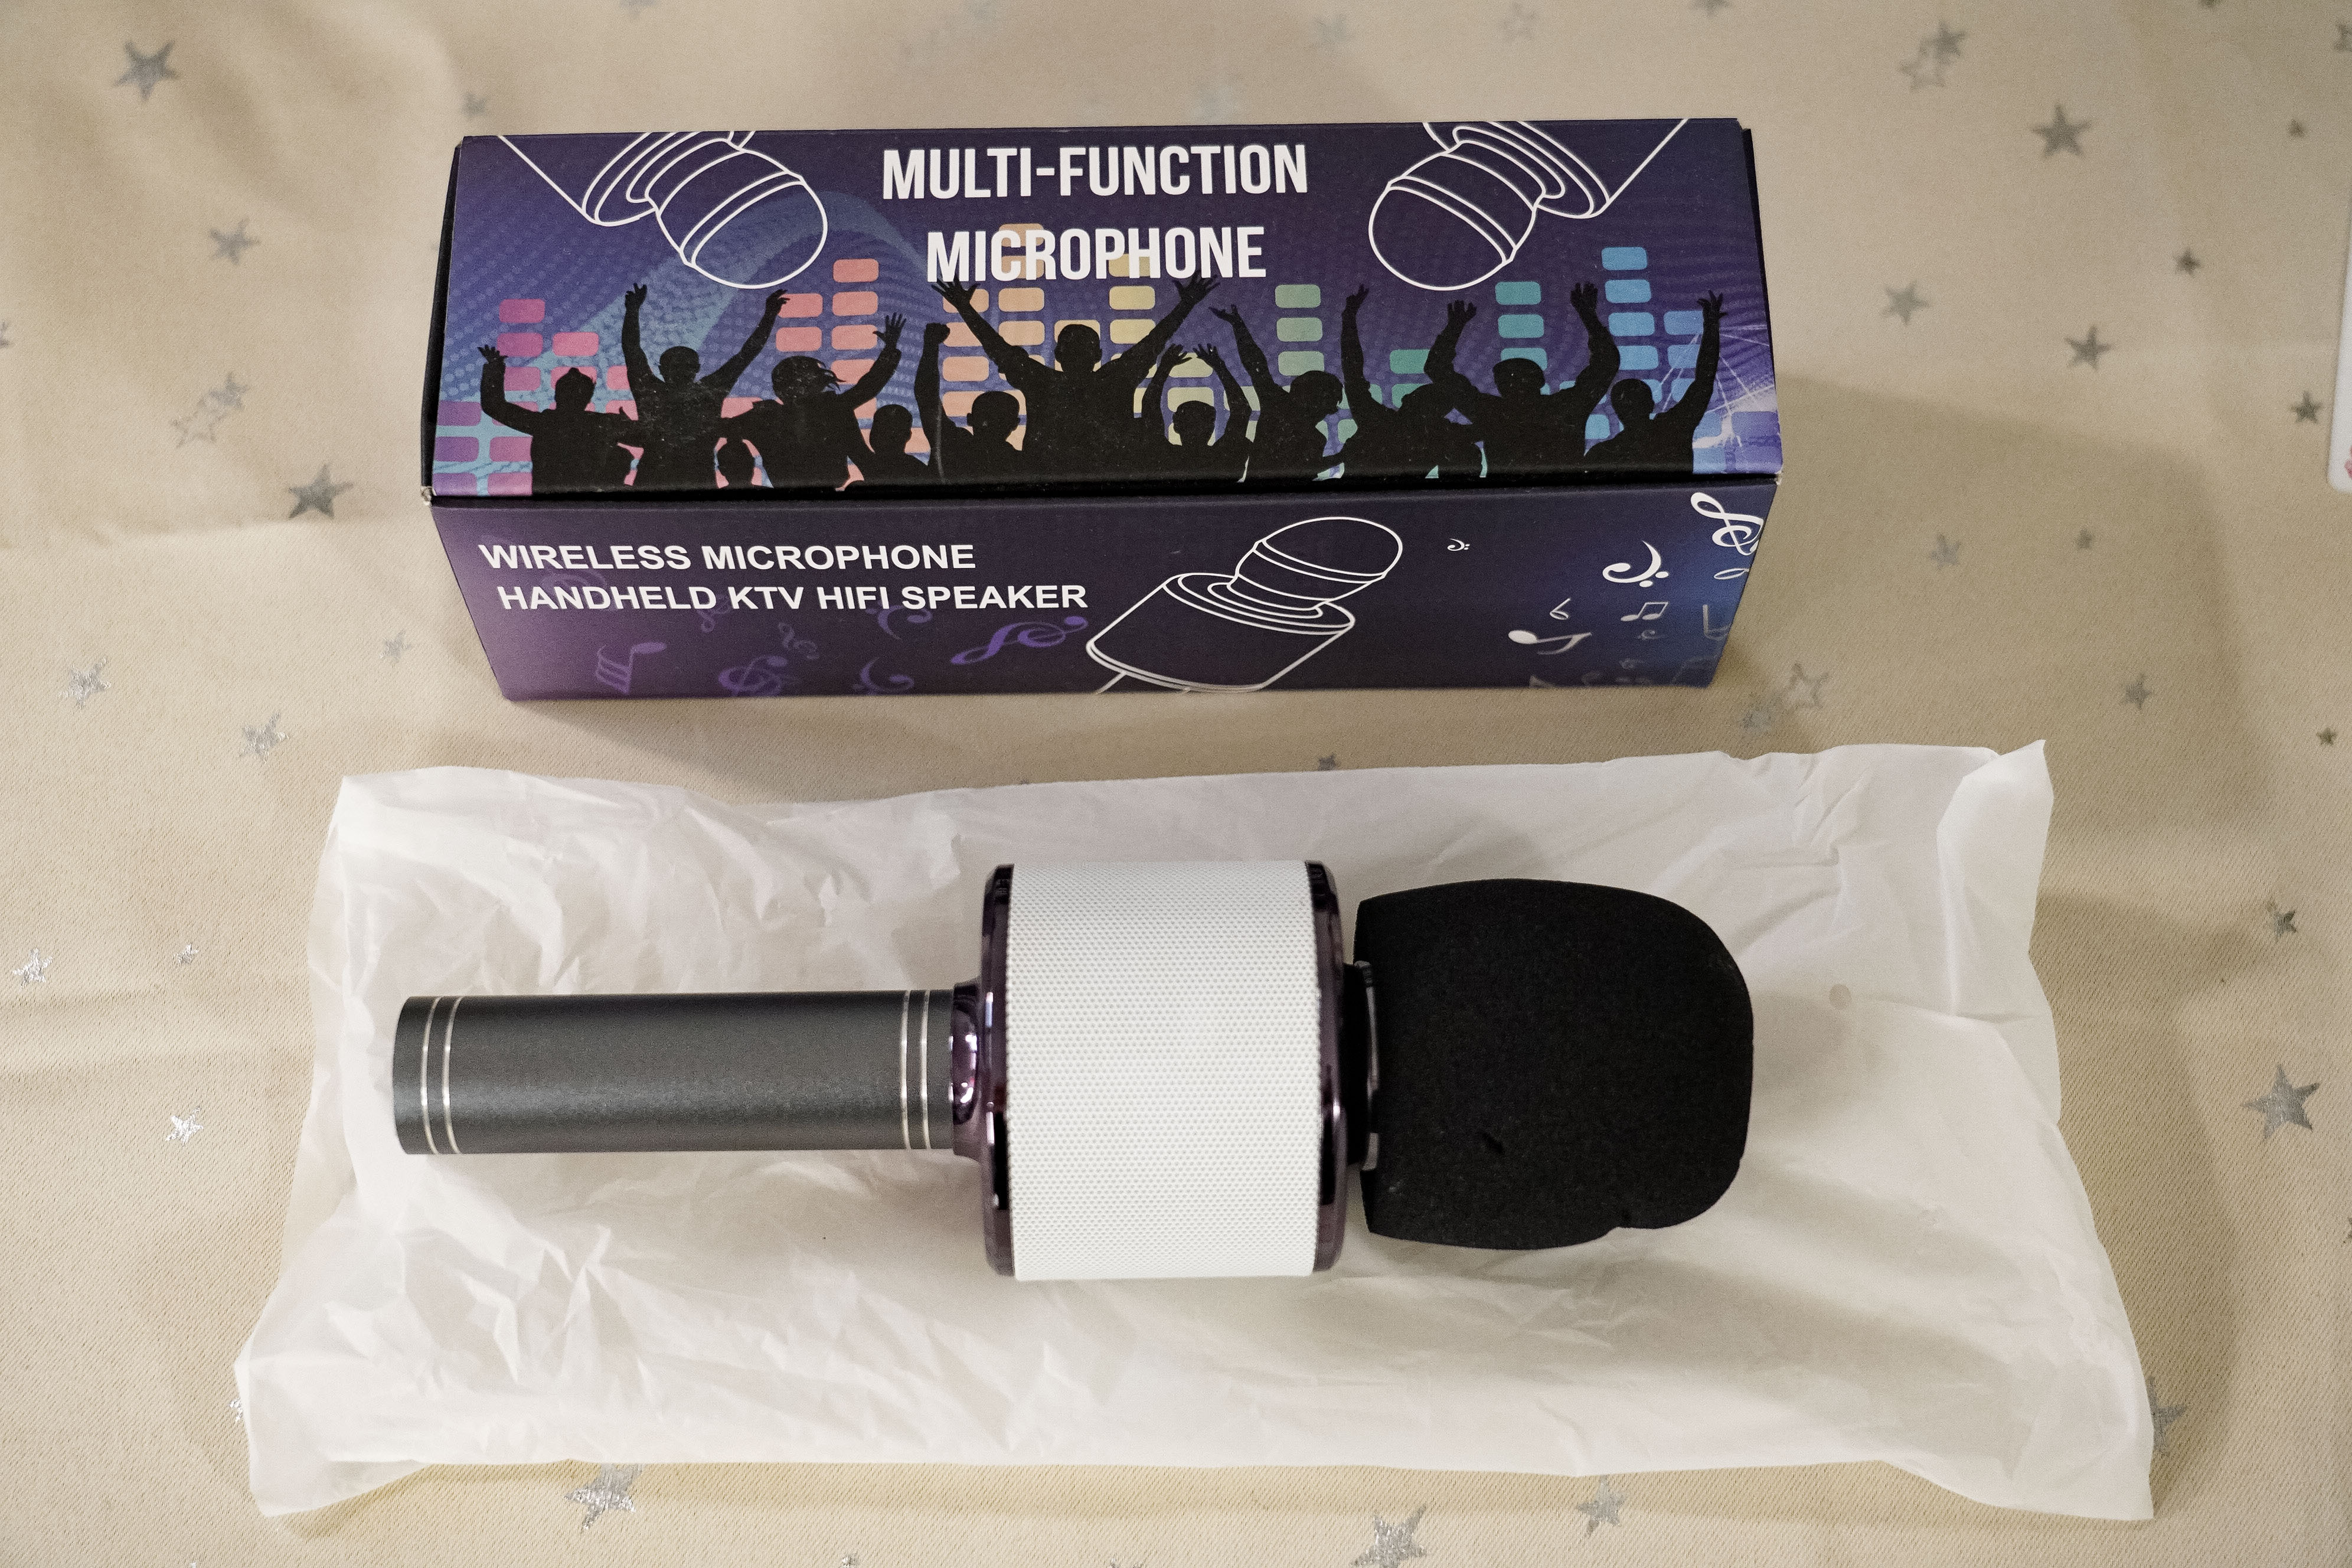 MULTI-FUNCTION
MICROPHONE
WIRELESS MICROPHONE
HANDHELD KTV HIFI SPEAKER